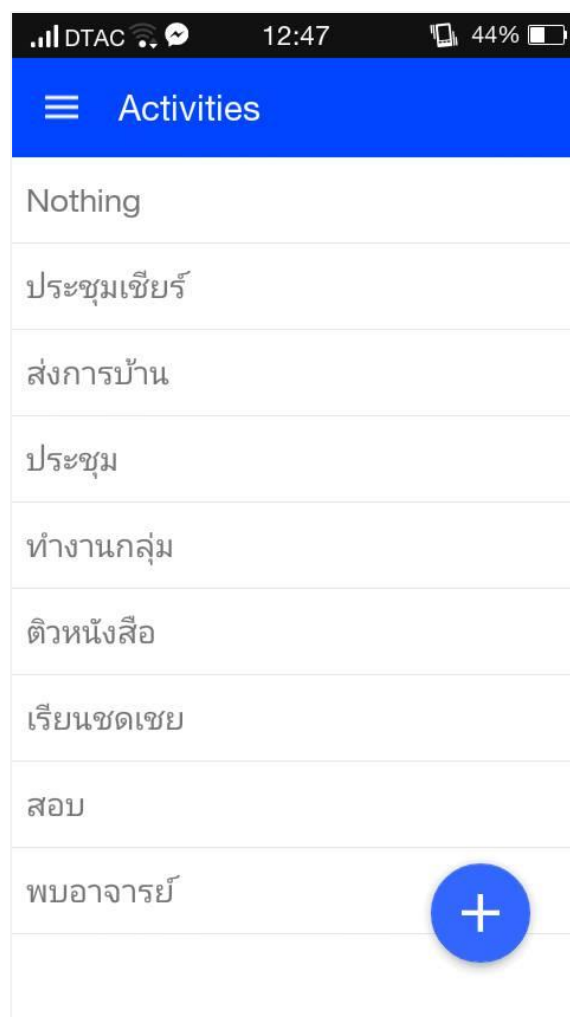 DTAC 12:47 44%
Activities
Nothing
ประชุมเชียร์
ส่งการบ้าน
ประชุม
ทำงานกลุ่ม
ติวหนังสือ
เรียนชดเชย
สอบ
พบอาจารย์